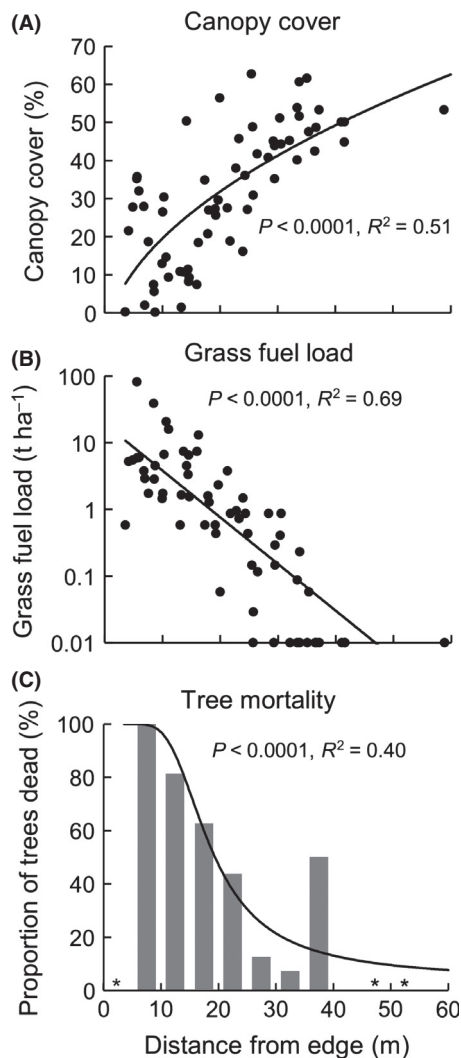 (A)
Canopy cover
70
60
50
40
30
20
10
0
Canopy cover (%)
P < 0.0001, R² = 0.51
(B)
Grass fuel load
100
10
1
0.1
0.01
Grass fuel load (t ha⁻¹)
P < 0.0001, R² = 0.69
(C)
Tree mortality
100
80
60
40
20
0
Proportion of trees dead (%)
P < 0.0001, R² = 0.40
* * *
0 10 20 30 40 50 60
Distance from edge (m)